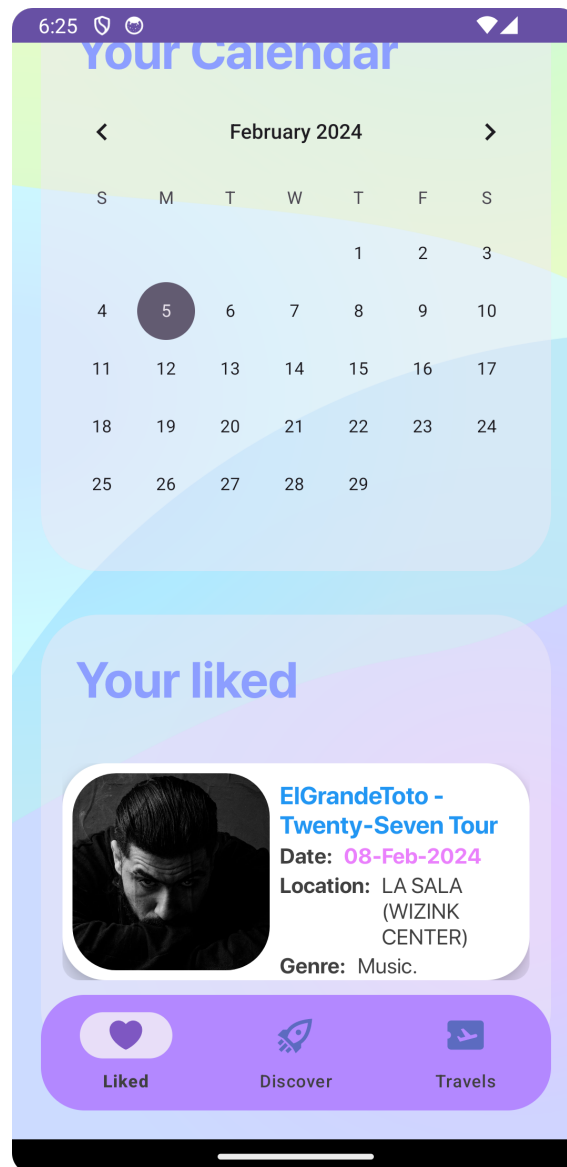 6:25
Your Calendar
February 2024
S M T W T F S
1 2 3
4 5 6 7 8 9 10
11 12 13 14 15 16 17
18 19 20 21 22 23 24
25 26 27 28 29
Your liked
ElGrandeToto -
Twenty-Seven Tour
Date: 08-Feb-2024
Location: LA SALA
(WIZINK
CENTER)
Genre: Music.
Liked Discover Travels